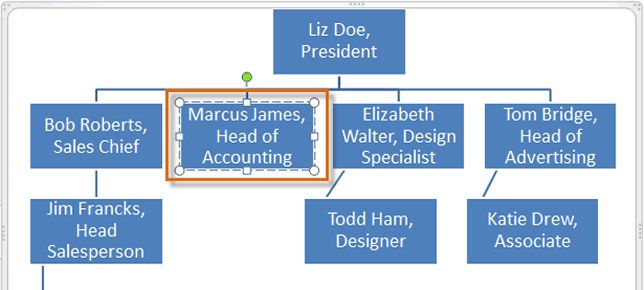 Liz Doe,
President
Bob Roberts,
Sales Chief
Marcus James,
Head of
Accounting
Elizabeth
Walter, Design
Specialist
Tom Bridge,
Head of
Advertising
Jim Francks,
Head
Salesperson
Todd Ham,
Designer
Katie Drew,
Associate